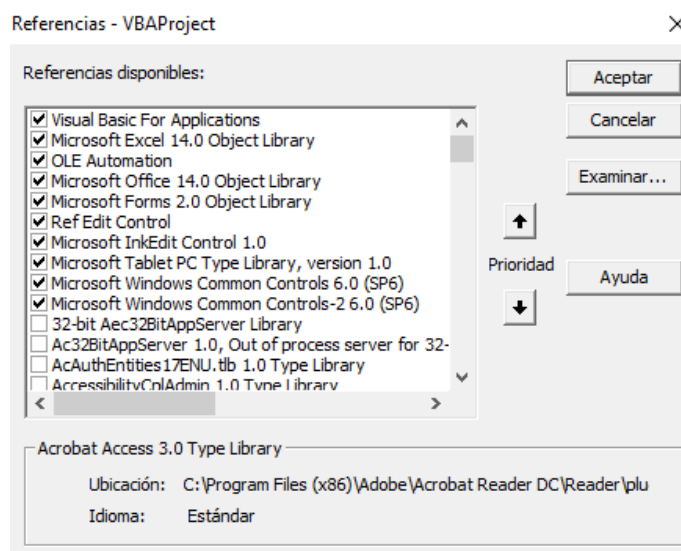 Referencias - VBAProject
Referencias disponibles:
Visual Basic For Applications
Microsoft Excel 14.0 Object Library
OLE Automation
Microsoft Office 14.0 Object Library
Microsoft Forms 2.0 Object Library
Ref Edit Control
Microsoft InkEdit Control 1.0
Microsoft Tablet PC Type Library, version 1.0
Microsoft Windows Common Controls 6.0 (SP6)
Microsoft Windows Common Controls-2 6.0 (SP6)
32-bit Aec32BitAppServer Library
Ac32BitAppServer 1.0, Out of process server for 32-
AcAuthEntities17ENU.tlb 1.0 Type Library
AccessibilityCplAdmin 1.0 Type Library
Aceptar
Cancelar
Examinar...
Prioridad
Ayuda
Acrobat Access 3.0 Type Library
Ubicación: C:\Program Files (x86)\Adobe\Acrobat Reader DC\Reader\plu
Idioma: Estándar